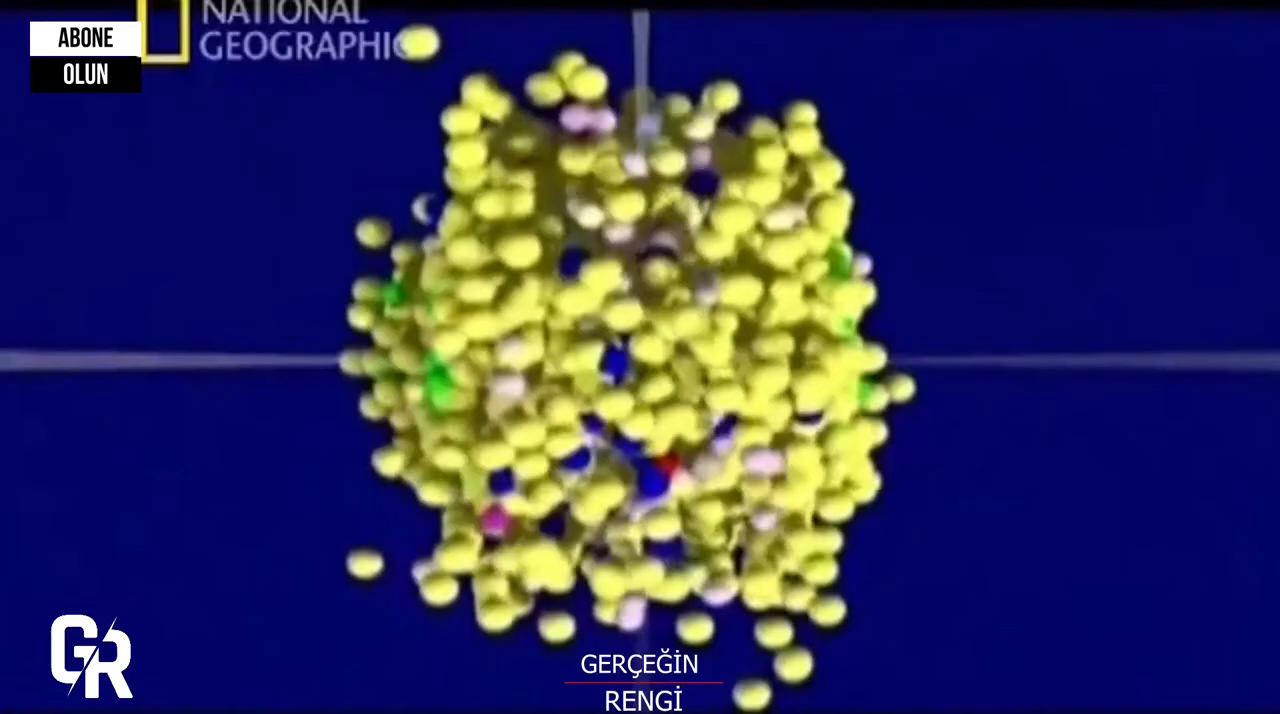 NATIONAL
GEOGRAPHIC
ABONE
OLUN
GR
GERÇEĞİN
RENGİ